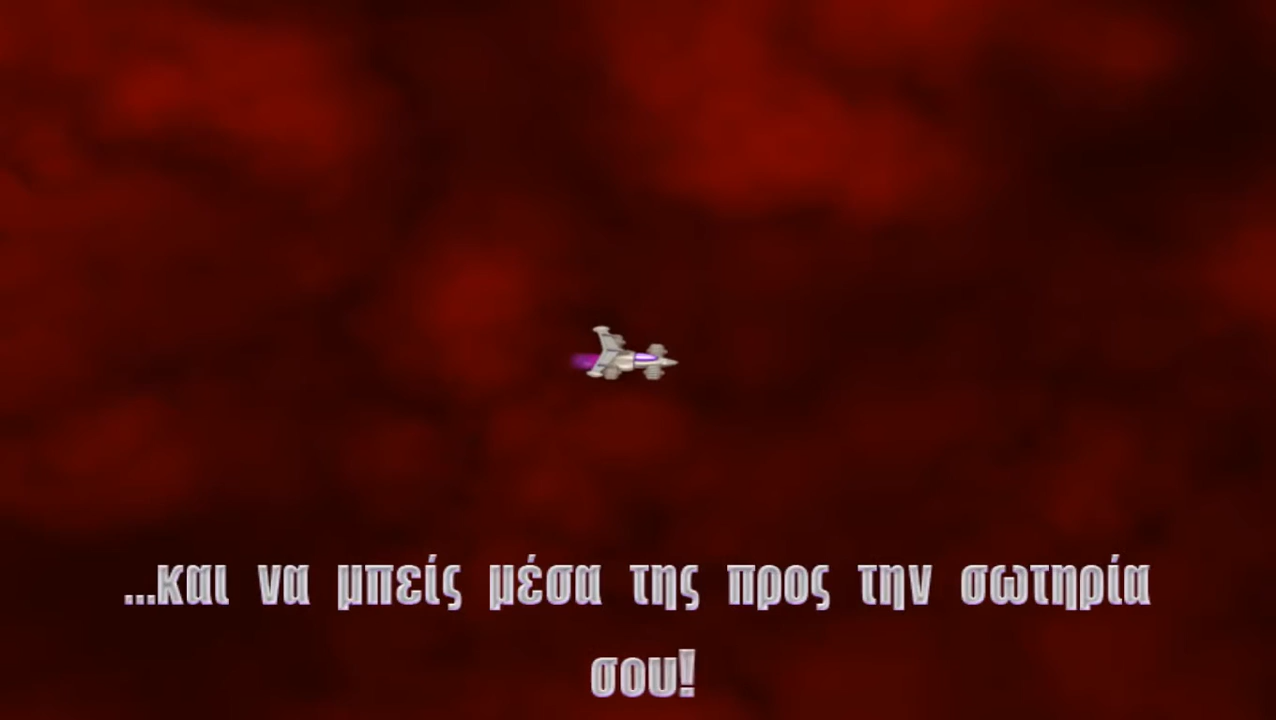 ...και να μπείς μέσα της προς την σωτηρία
σου!